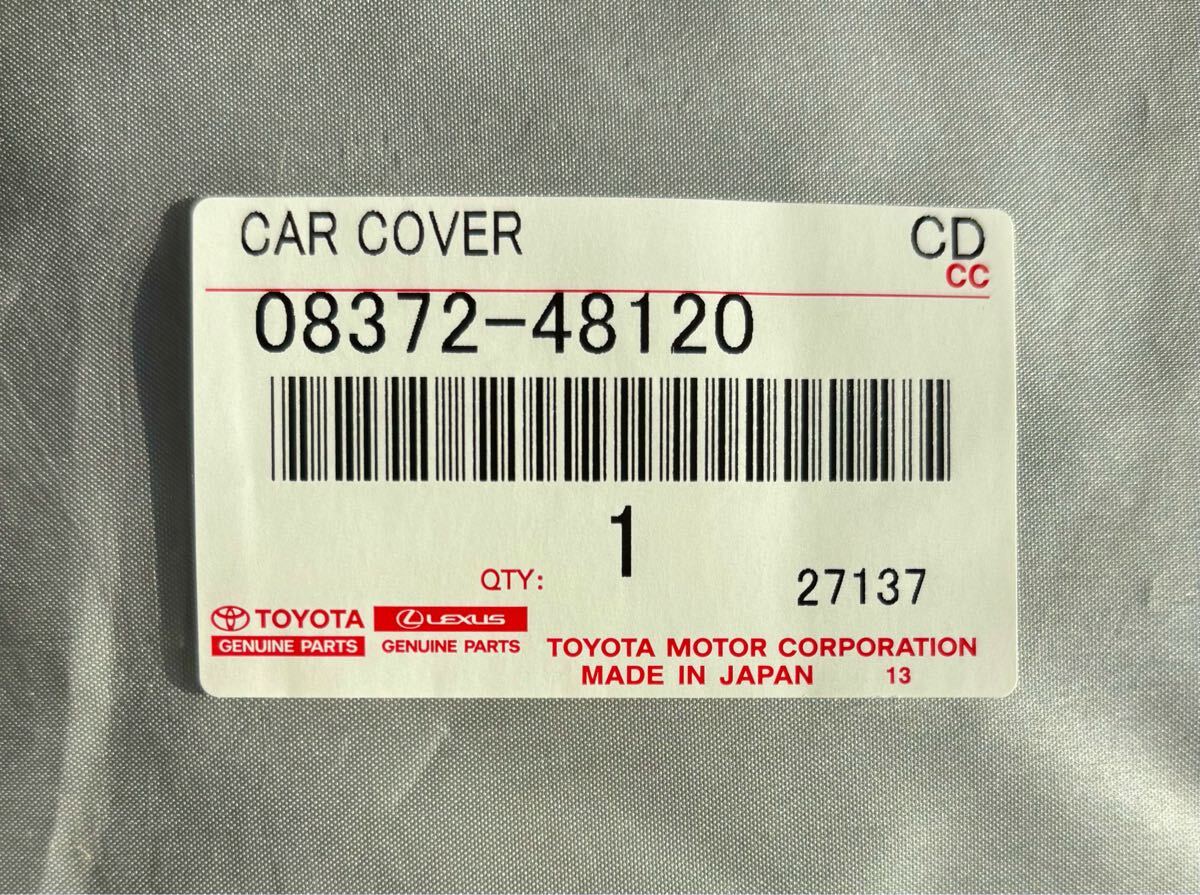 CAR COVER CD
CC
08372-48120
1
QTY:
27137
TOYOTA LEXUS
GENUINE PARTS GENUINE PARTS
TOYOTA MOTOR CORPORATION
MADE IN JAPAN 13